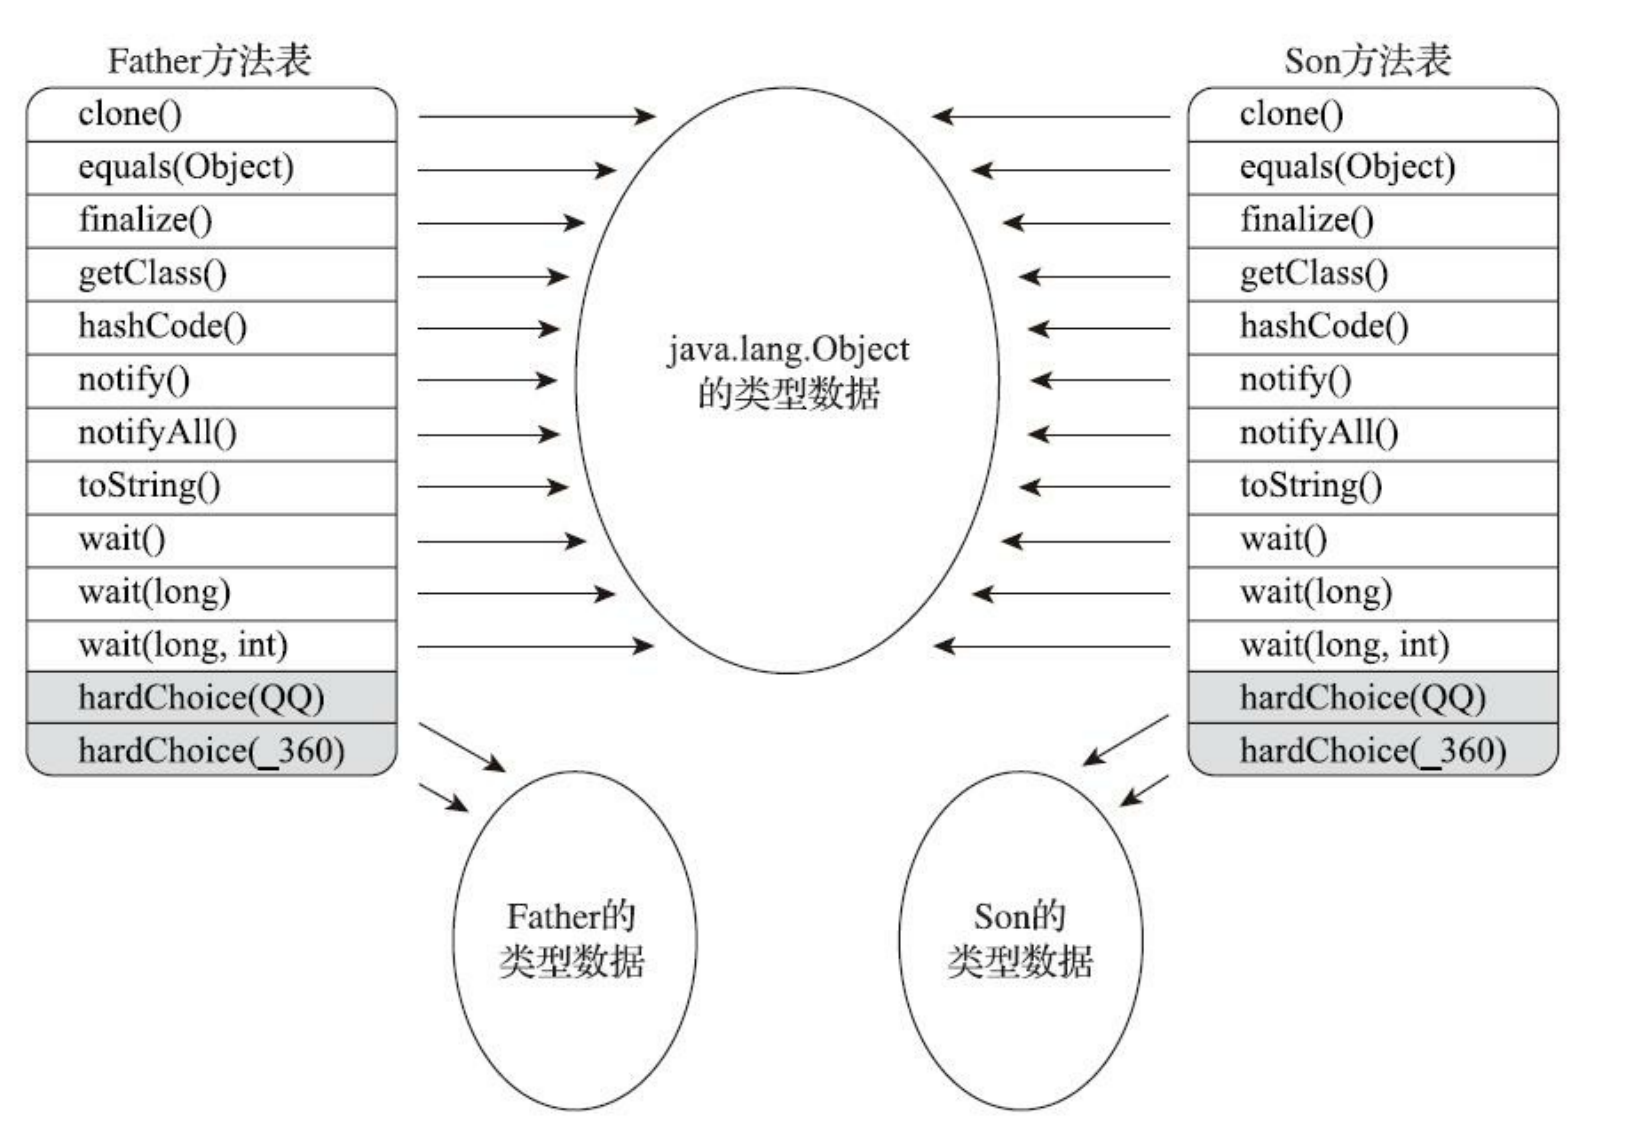 Father方法表
clone()
equals(Object)
finalize()
getClass()
hashCode()
notify()
notifyAll()
toString()
wait()
wait(long)
wait(long, int)
hardChoice(QQ)
hardChoice(_360)
java.lang.Object
的类型数据
Father的
类型数据
Son的
类型数据
Son方法表
clone()
equals(Object)
finalize()
getClass()
hashCode()
notify()
notifyAll()
toString()
wait()
wait(long)
wait(long, int)
hardChoice(QQ)
hardChoice(_360)